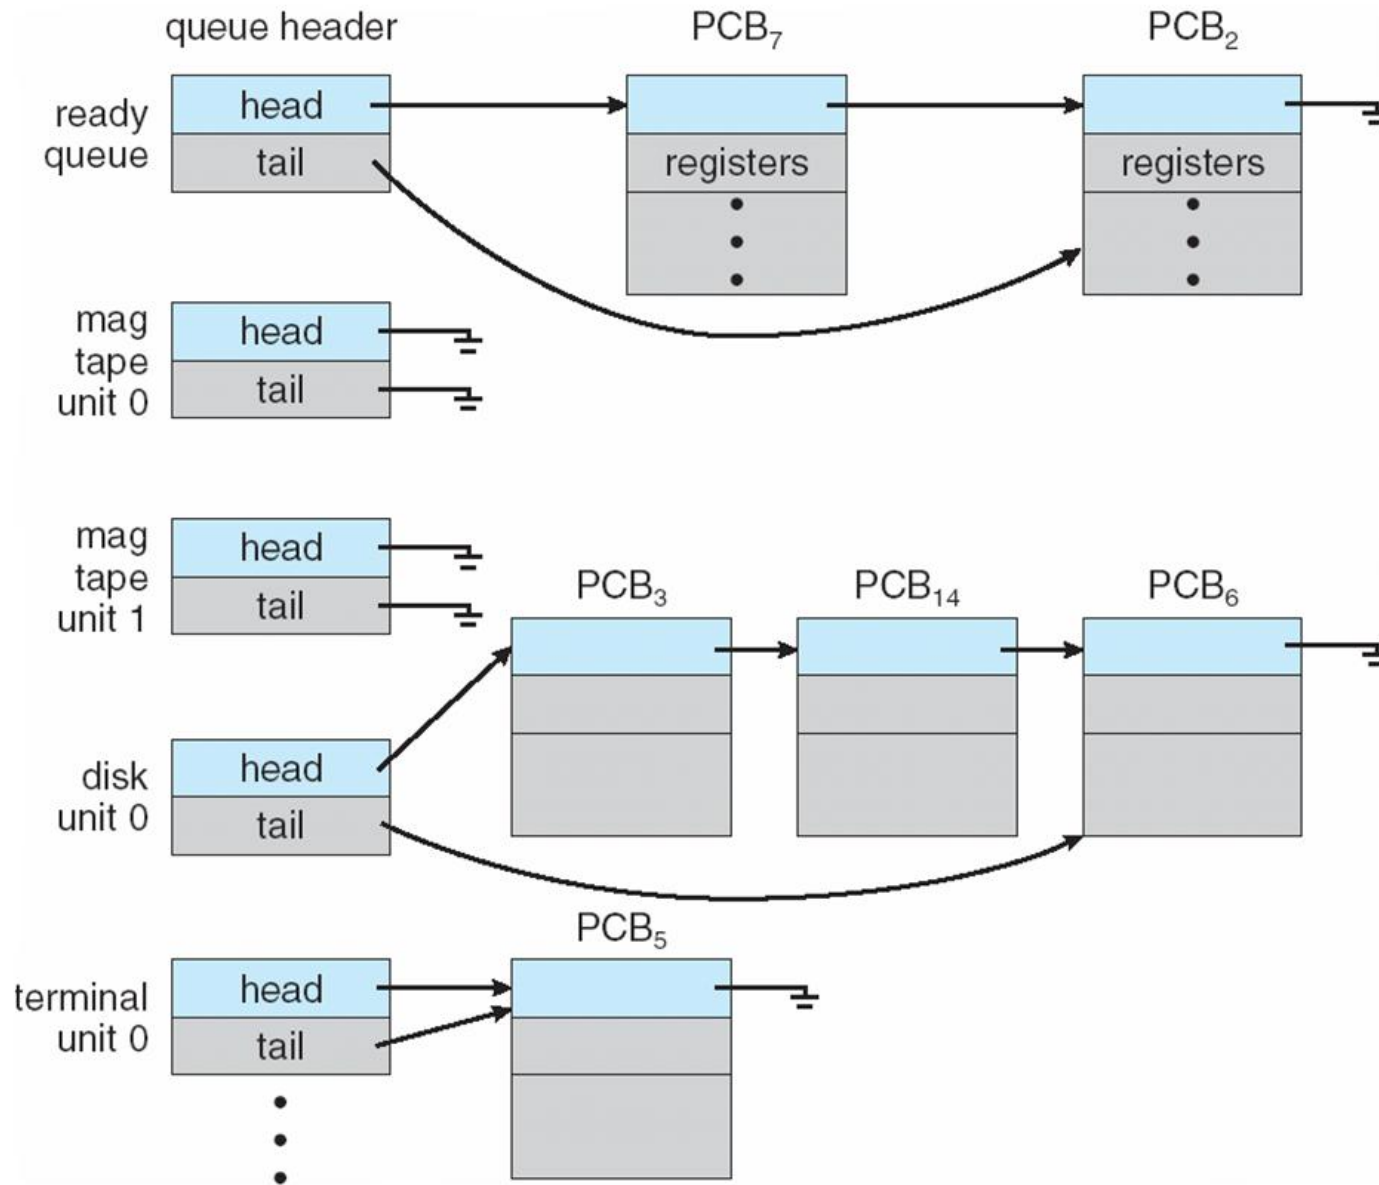 queue header
PCB₇
PCB₂
ready
queue
head
tail
registers
registers
mag
tape
unit 0
head
tail
mag
tape
unit 1
head
tail
PCB₃
PCB₁₄
PCB₆
disk
unit 0
head
tail
PCB₅
terminal
unit 0
head
tail